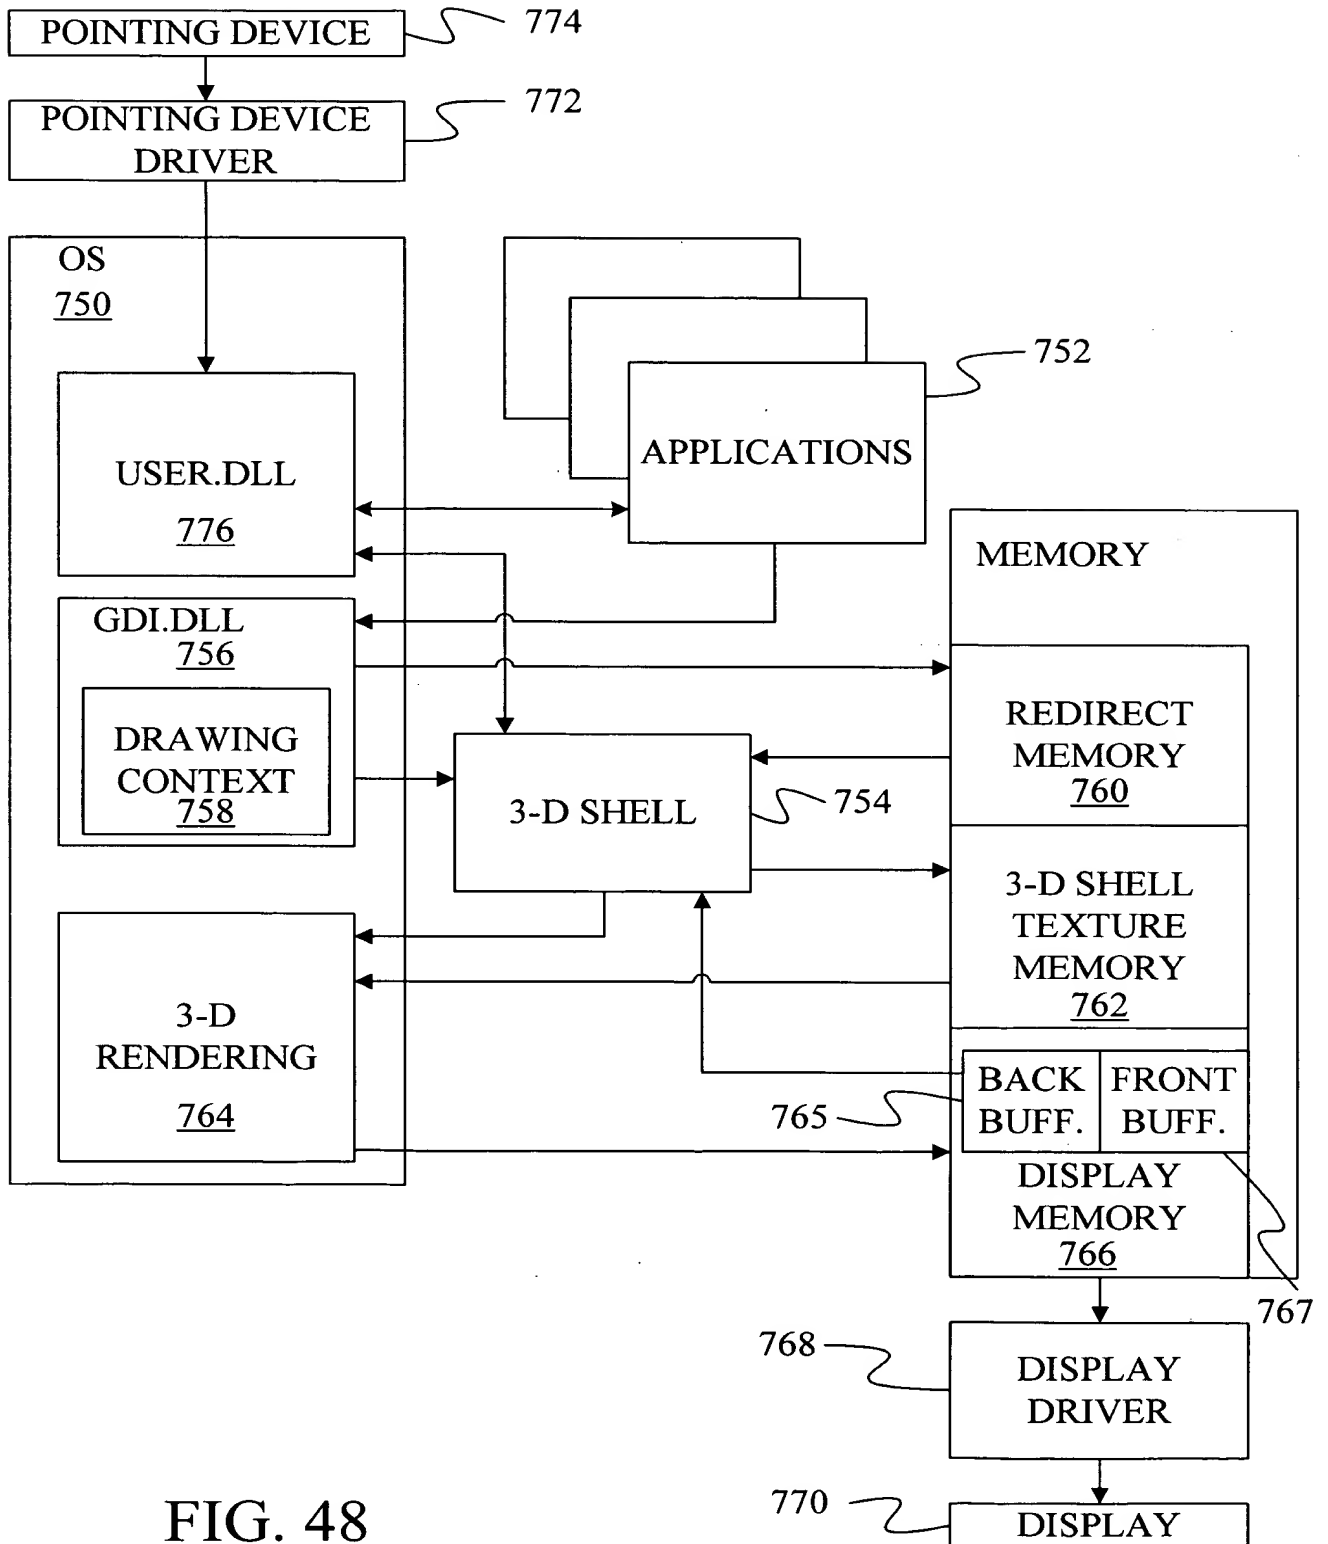 POINTING DEVICE
774
POINTING DEVICE
DRIVER
772
OS
750
USER.DLL
776
APPLICATIONS
752
GDI.DLL
756
DRAWING
CONTEXT
758
3-D SHELL
754
MEMORY
REDIRECT
MEMORY
760
3-D SHELL
TEXTURE
MEMORY
762
3-D
RENDERING
764
765
BACK
BUFF.
FRONT
BUFF.
DISPLAY
MEMORY
766
767
768
DISPLAY
DRIVER
770
DISPLAY
FIG. 48